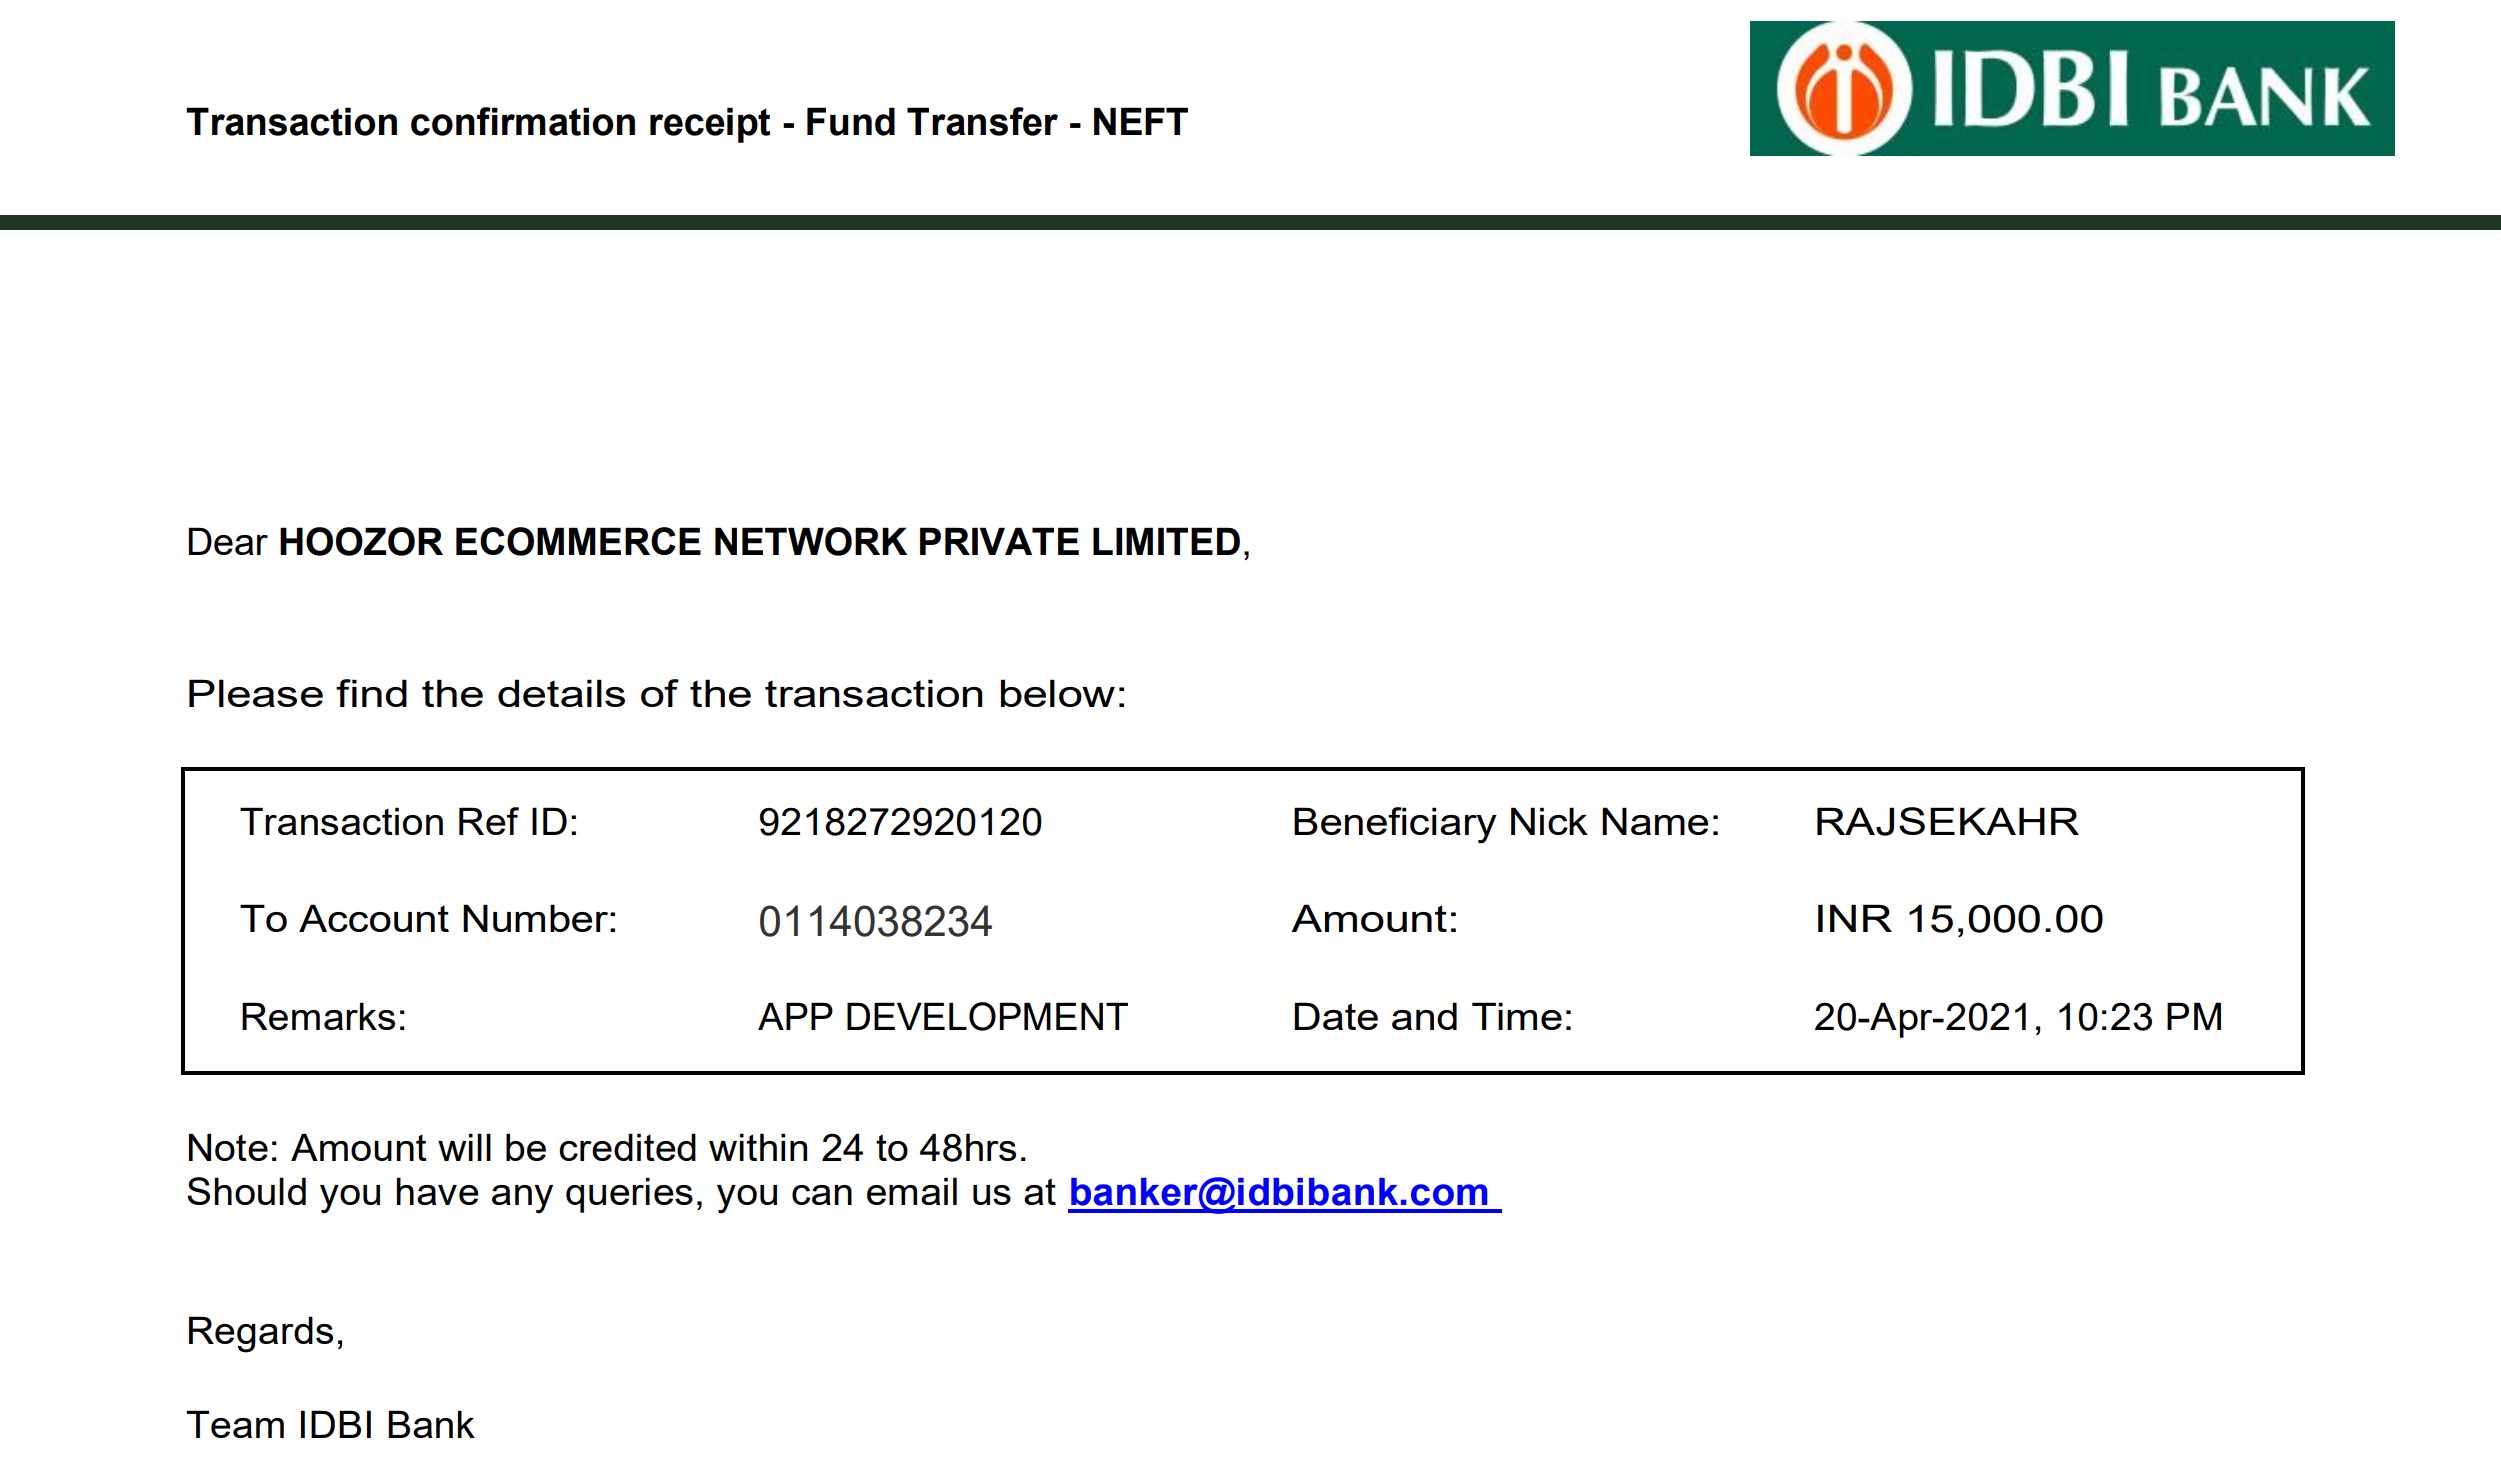 IDBI BANK
Transaction confirmation receipt - Fund Transfer - NEFT
Dear HOOZOR ECOMMERCE NETWORK PRIVATE LIMITED,
Please find the details of the transaction below:
Transaction Ref ID: 9218272920120 Beneficiary Nick Name: RAJSEKAHR
To Account Number: 0114038234 Amount: INR 15,000.00
Remarks: APP DEVELOPMENT Date and Time: 20-Apr-2021, 10:23 PM
Note: Amount will be credited within 24 to 48hrs.
Should you have any queries, you can email us at banker@idbibank.com
Regards,
Team IDBI Bank